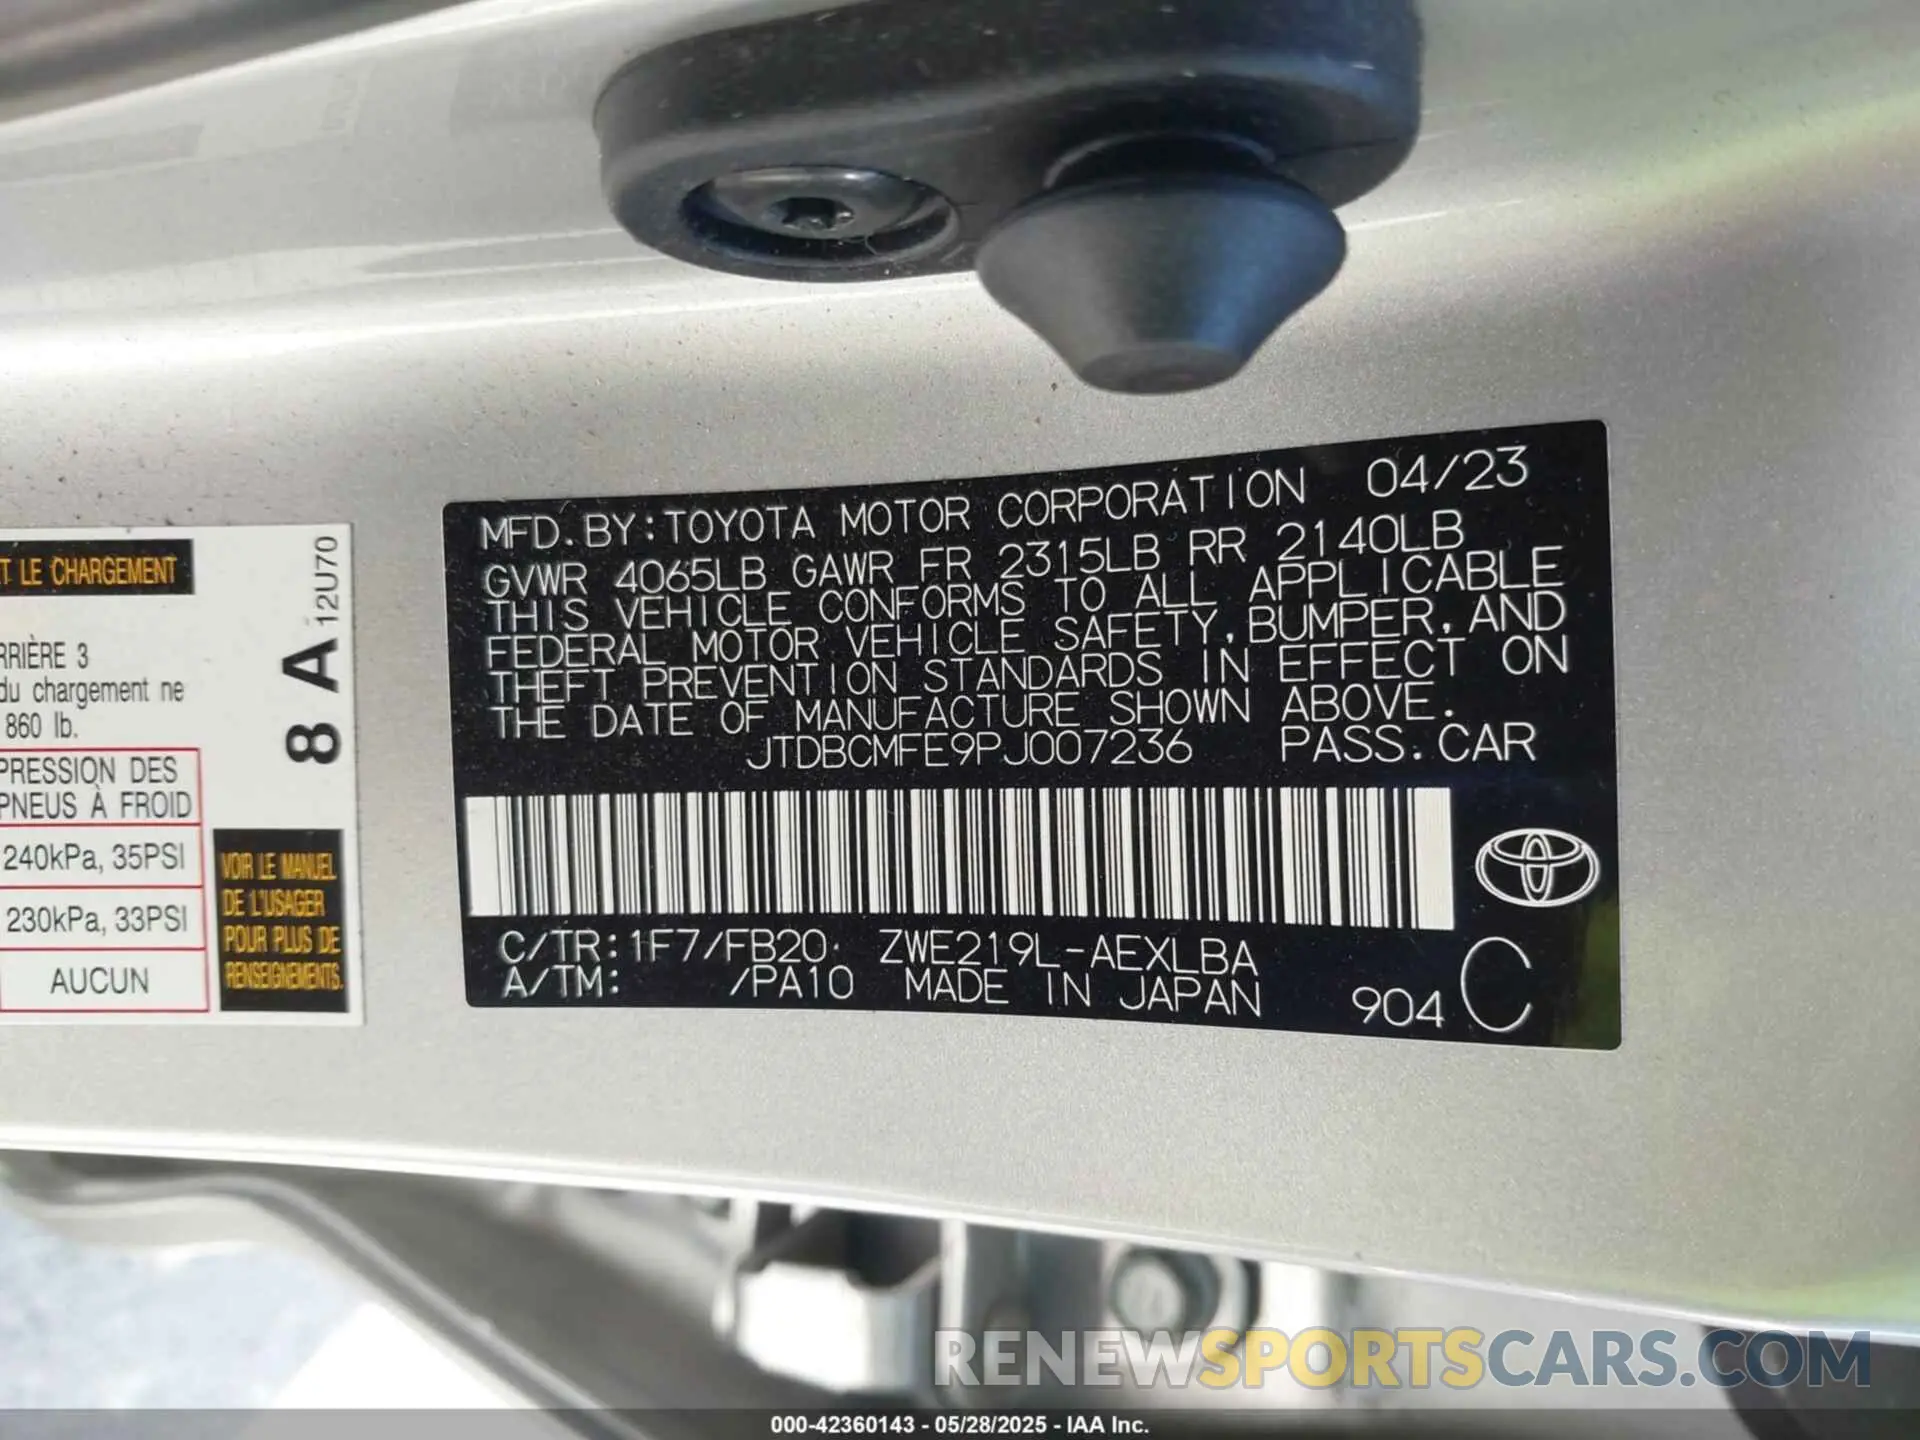 MFD. BY: TOYOTA MOTOR CORPORATION 04/23
GVWR 4065LB GAWR FR 2315LB RR 2140LB
THIS VEHICLE CONFORMS TO ALL APPLICABLE
FEDERAL MOTOR VEHICLE SAFETY, BUMPER, AND
THEFT PREVENTION STANDARDS IN EFFECT ON
THE DATE OF MANUFACTURE SHOWN ABOVE.
JTDBCMFE9PJ007236 PASS. CAR
C/TR: 1F7/FB20 ZWE219L-AEXLBA
A/TM: /PA10 MADE IN JAPAN 904 C
T LE CHARGEMENT
RRIÈRE 3
du chargement ne
860 lb.
PRESSION DES
PNEUS À FROID
240kPa, 35PSI
230kPa, 33PSI
AUCUN
8 A 12U70
VOIR LE MANUEL
DE L'USAGER
POUR PLUS DE
RENSEIGNEMENTS.
RENEWSPORTSCARS.COM
000-42360143 - 05/28/2025 - IAA Inc.